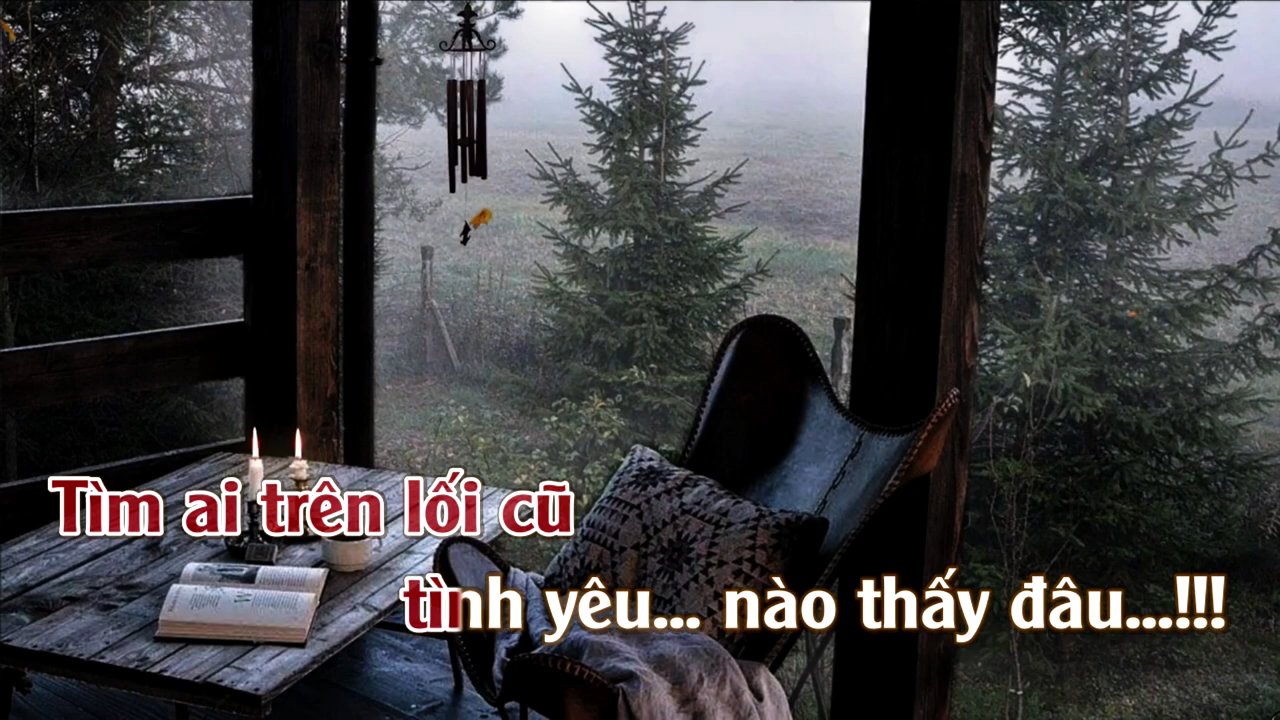 Tìm ai trên lối cũ
tình yêu... nào thấy đâu...!!!